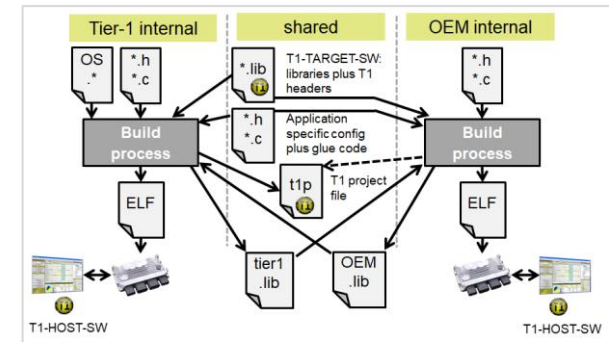 Tier-1 internal
shared
OEM internal
OS
.*
*.h
*.c
*.lib
T1-TARGET-SW:
libraries plus T1
headers
*.h
*.c
Build
process
*.h
*.c
Application
specific config
plus glue code
Build
process
t1p
T1 project
file
ELF
ELF
tier1
.lib
OEM
.lib
T1-HOST-SW
T1-HOST-SW